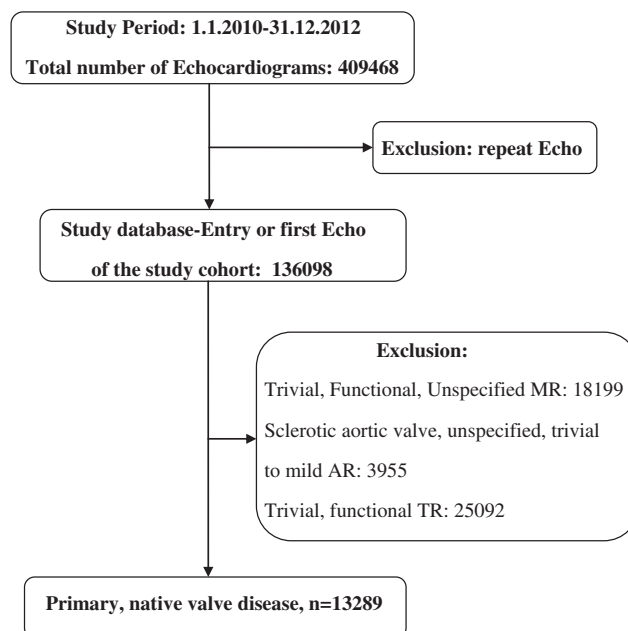 Study Period: 1.1.2010-31.12.2012
Total number of Echocardiograms: 409468
Exclusion: repeat Echo
Study database-Entry or first Echo
of the study cohort: 136098
Exclusion:
Trivial, Functional, Unspecified MR: 18199
Sclerotic aortic valve, unspecified, trivial
to mild AR: 3955
Trivial, functional TR: 25092
Primary, native valve disease, n=13289